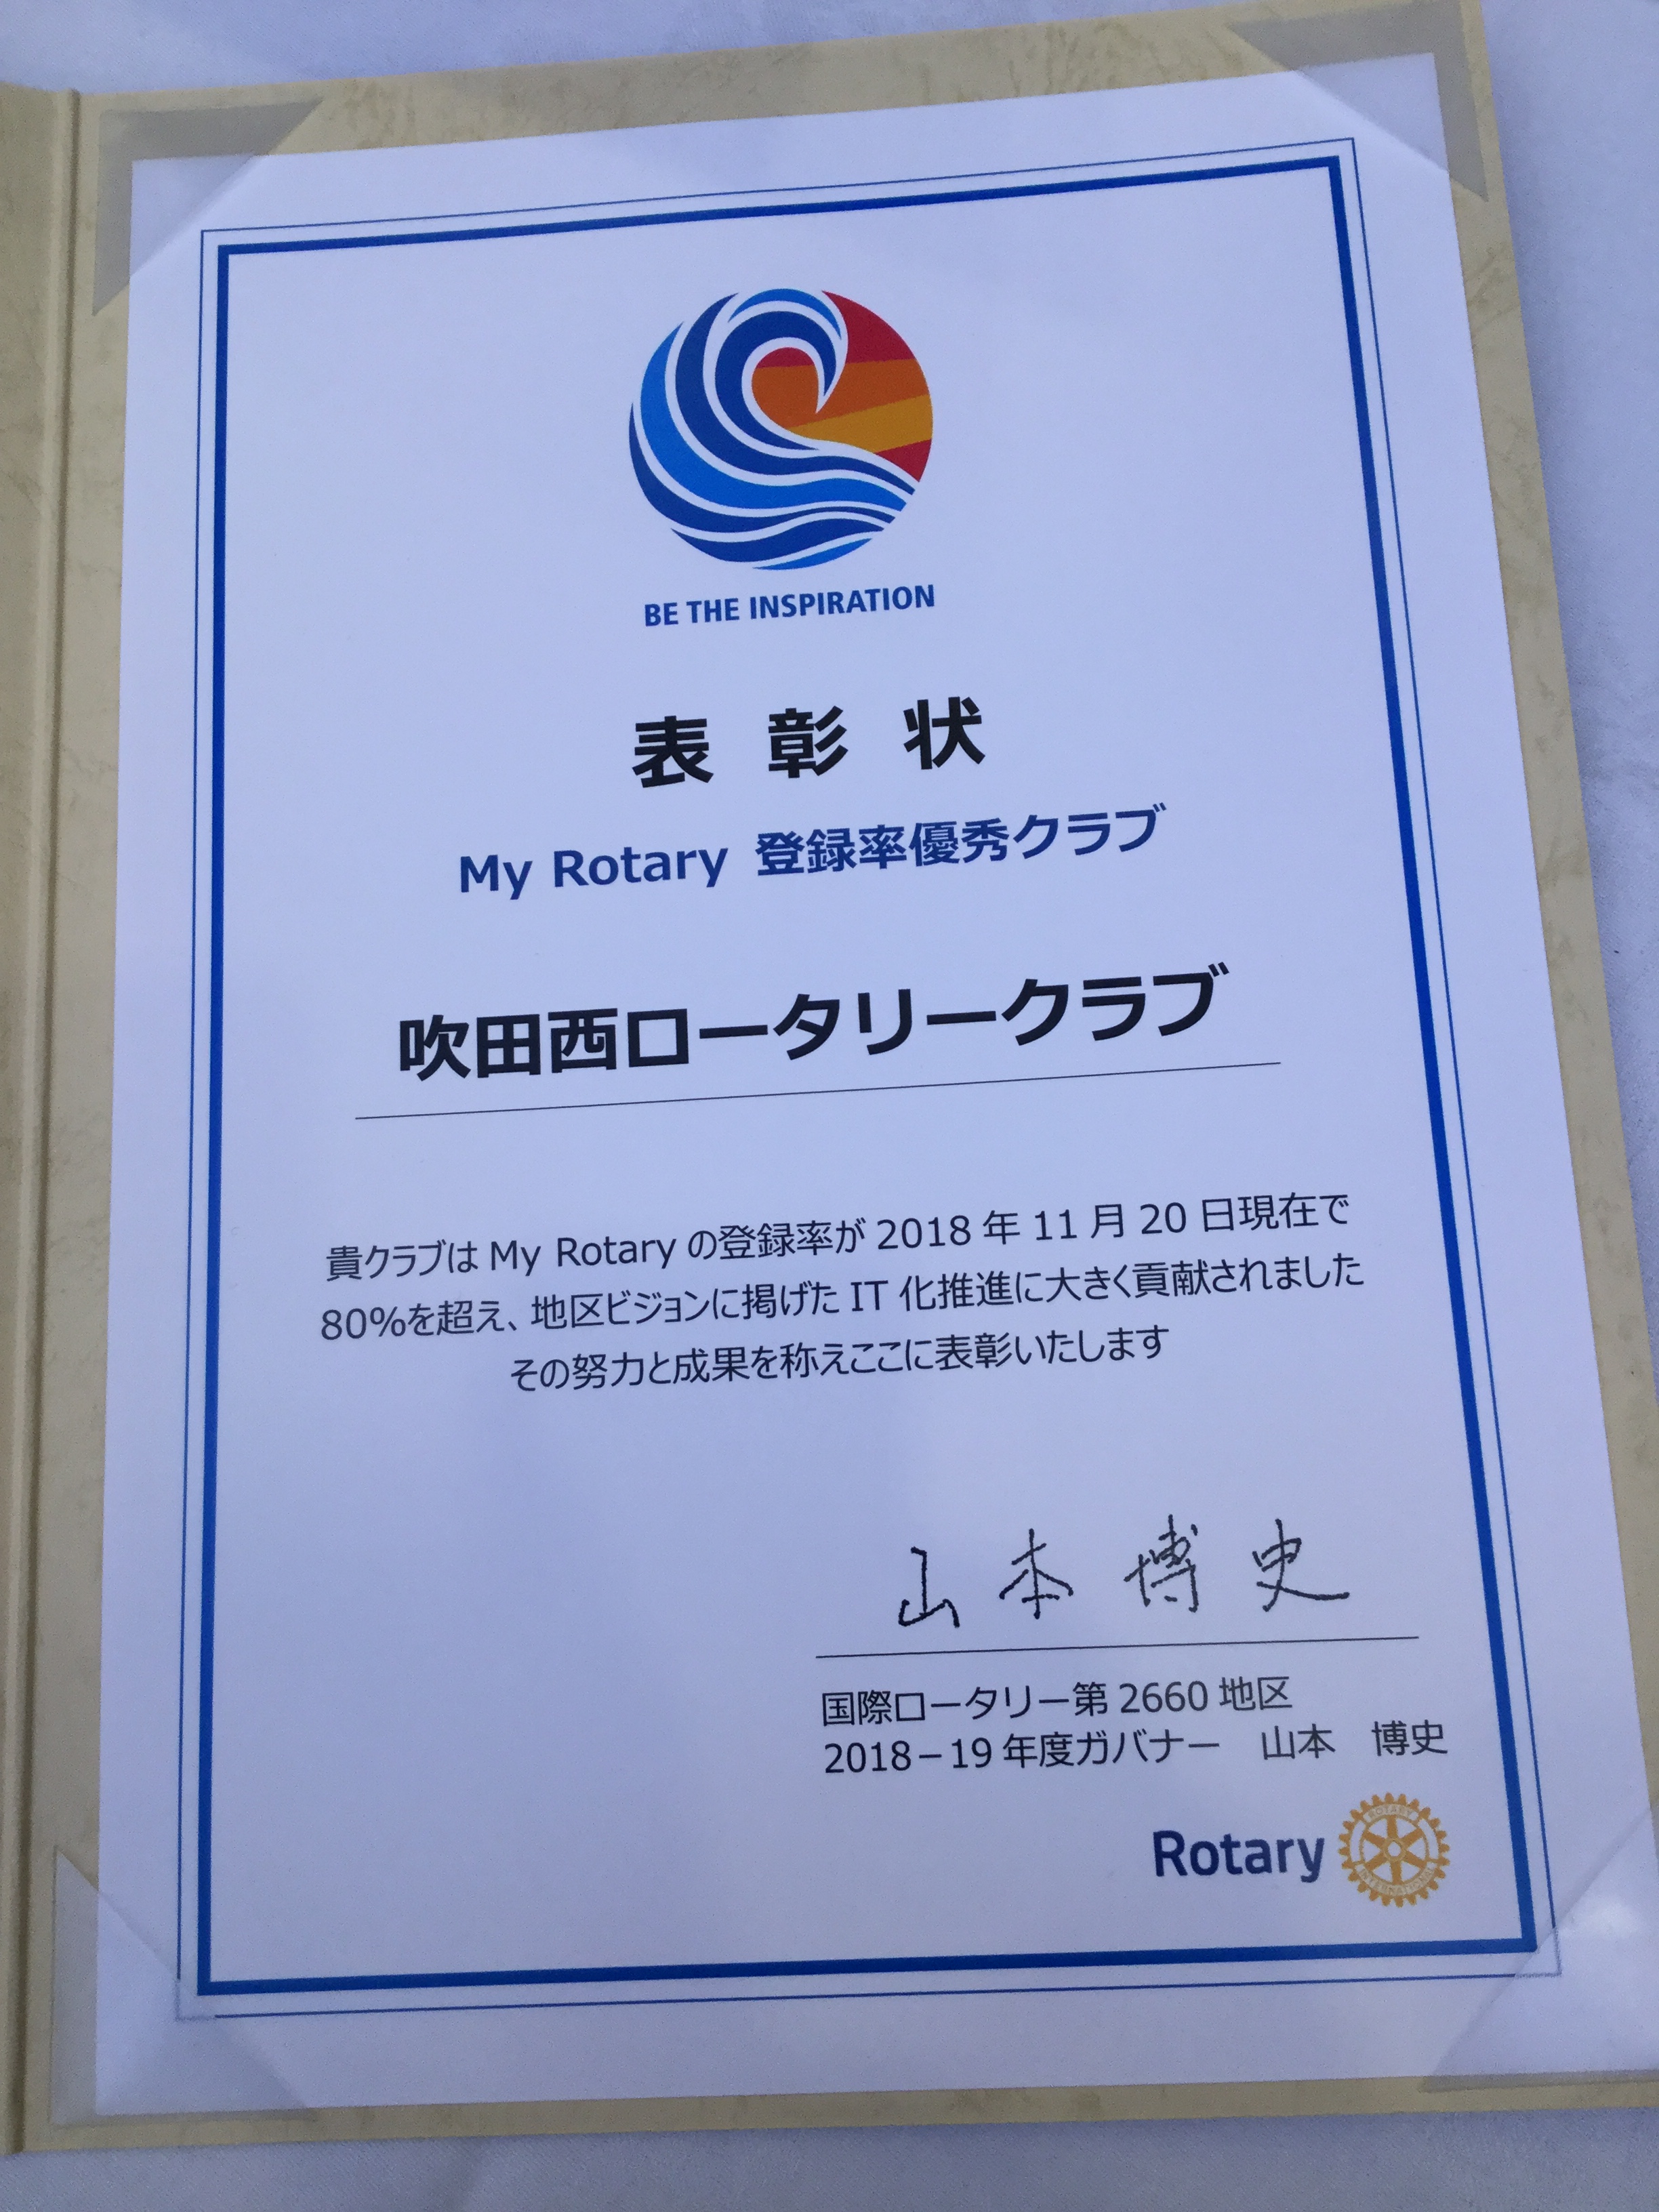 BE THE INSPIRATION
表 彰 状
My Rotary 登録率優秀クラブ
吹田西ロータリークラブ
貴クラブは My Rotary の登録率が 2018 年 11 月 20 日現在で
80%を超え、地区ビジョンに掲げた IT 化推進に大きく貢献されました
その努力と成果を称えここに表彰いたします
山本博史
国際ロータリー第 2660 地区
2018－19 年度ガバナー　山本　博史
Rotary
ROTARY
INTERNATIONAL